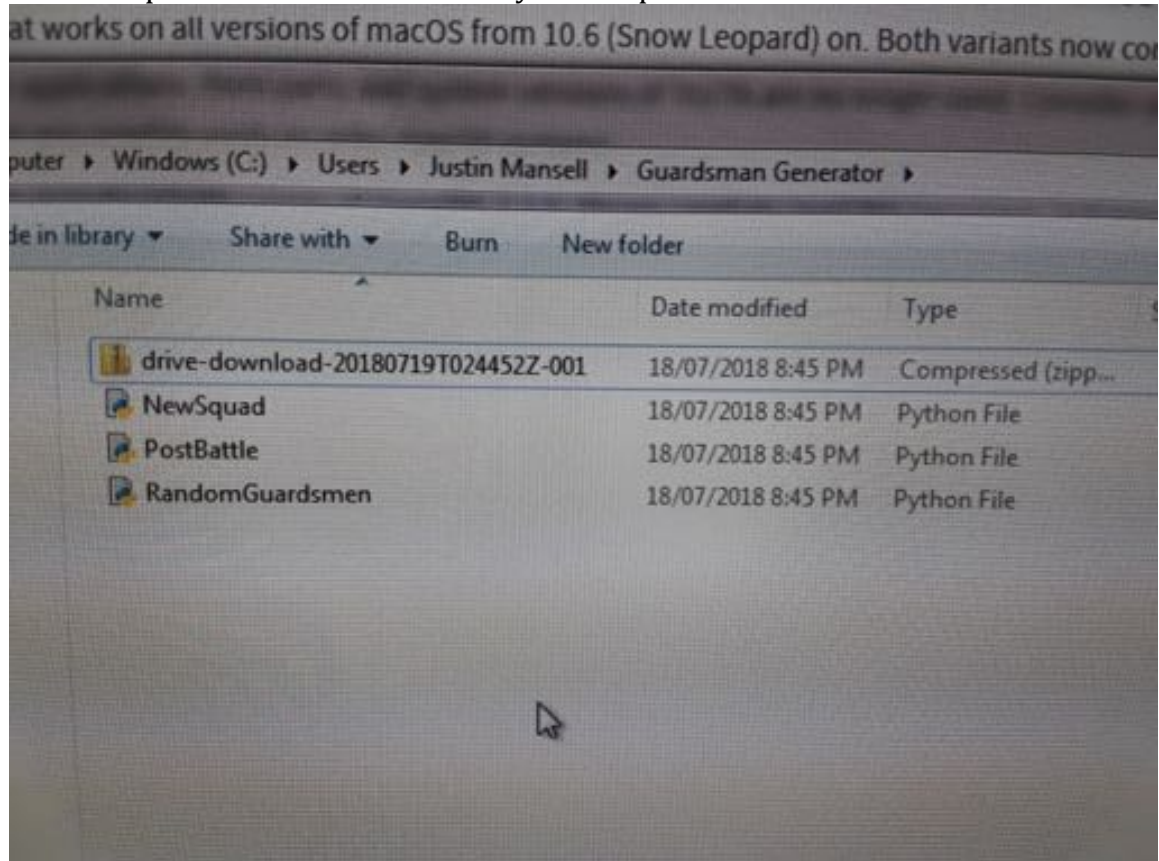 at works on all versions of macOS from 10.6 (Snow Leopard) on. Both variants now
puter ▸ Windows (C:) ▸ Users ▸ Justin Mansell ▸ Guardsman Generator ▸
de in library ▾ Share with ▾ Burn New folder
Name Date modified Type
drive-download-20180719T024452Z-001 18/07/2018 8:45 PM Compressed (zipp...
NewSquad 18/07/2018 8:45 PM Python File
PostBattle 18/07/2018 8:45 PM Python File
RandomGuardsmen 18/07/2018 8:45 PM Python File